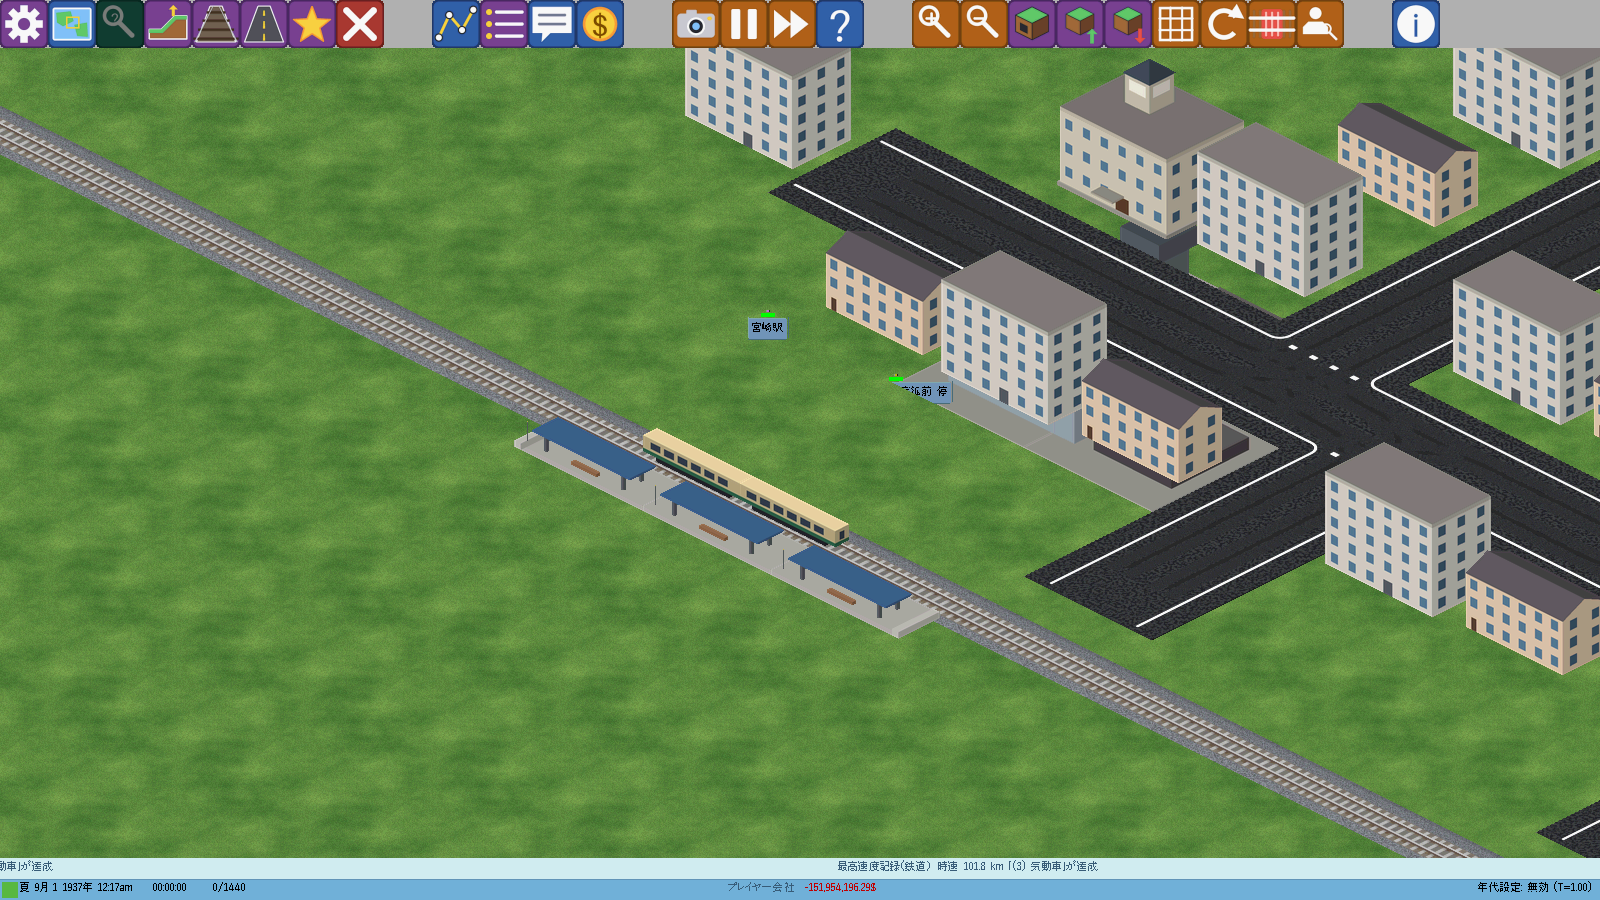 宮崎駅
前 停
動車」が達成
最高速度記録(鉄道) 時速 101.8 km 「(3) 気動車」が達成
夏 9月 1 1937年 12:17am 00:00:00 0/1440
プレイヤー会社 -151,954,196.29$
年代設定: 無効 (T=1.00)